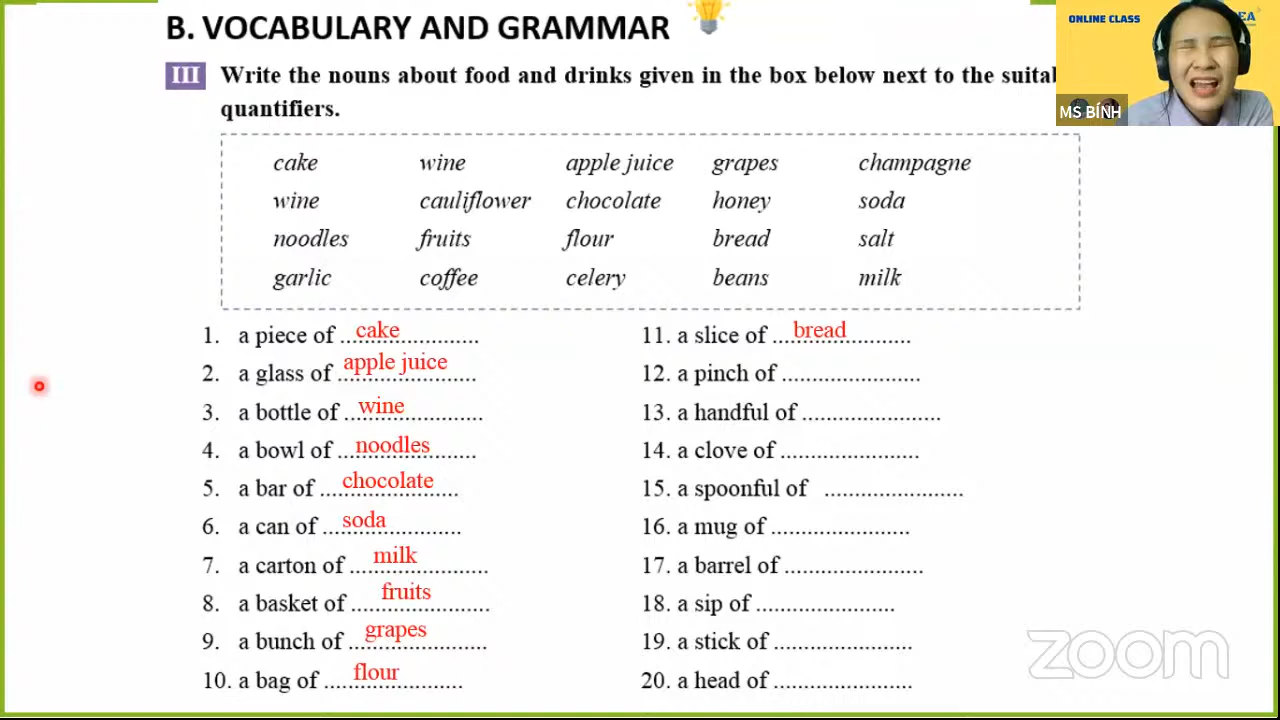 B. VOCABULARY AND GRAMMAR
ONLINE CLASS
MS BÍNH
III Write the nouns about food and drinks given in the box below next to the
quantifiers.
cake wine apple juice grapes champagne
wine cauliflower chocolate honey soda
noodles fruits flour bread salt
garlic coffee celery beans milk
1. a piece of ...cake...
2. a glass of ...apple juice...
3. a bottle of ...wine...
4. a bowl of ...noodles...
5. a bar of ...chocolate...
6. a can of ...soda...
7. a carton of ...milk...
8. a basket of ...fruits...
9. a bunch of ...grapes...
10. a bag of ...flour...
11. a slice of ...bread...
12. a pinch of .......................
13. a handful of .......................
14. a clove of .......................
15. a spoonful of .......................
16. a mug of .......................
17. a barrel of .......................
18. a sip of .......................
19. a stick of .......................
20. a head of .......................
zoom